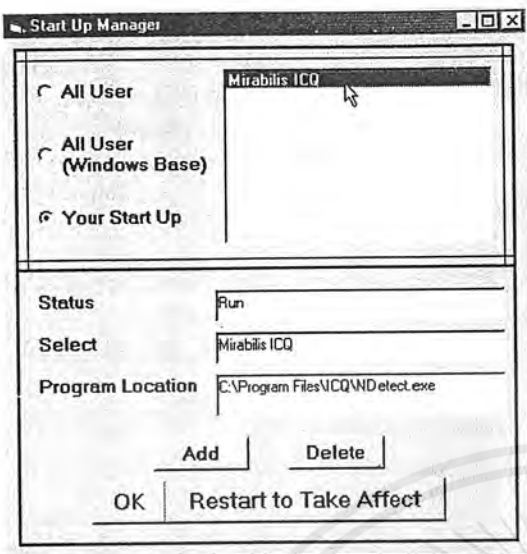 Start Up Manager
All User
Mirabilis ICQ
All User
(Windows Base)
Your Start Up
Status
Run
Select
Mirabilis ICQ
Program Location
C:\Program Files\ICQ\NDetect.exe
Add
Delete
OK
Restart to Take Affect